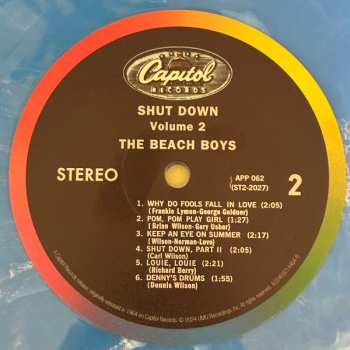 Capitol
RECORDS
SHUT DOWN
Volume 2
THE BEACH BOYS
STEREO
APP 062
(ST2-2027)
2
1. WHY DO FOOLS FALL IN LOVE (2:05)
(Frankie Lymon-George Goldner)
2. POM, POM PLAY GIRL (1:27)
(Brian Wilson-Gary Usher)
3. KEEP AN EYE ON SUMMER (2:17)
(Wilson-Norman-Love)
4. SHUT DOWN, PART II (2:05)
(Carl Wilson)
5. LOUIE, LOUIE (2:21)
(Richard Berry)
6. DENNY'S DRUMS (1:55)
(Dennis Wilson)